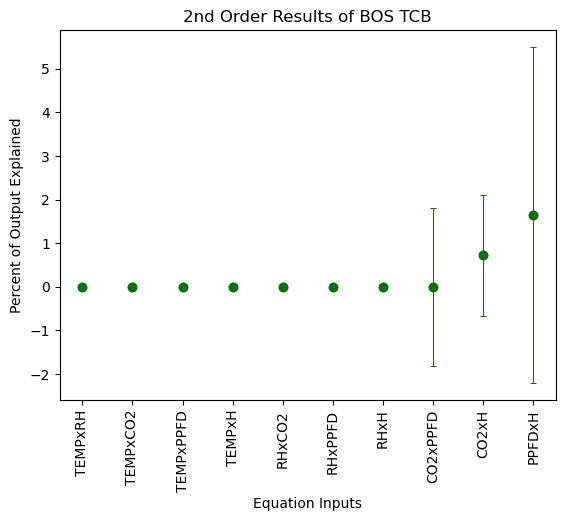 2nd Order Results of BOS TCB
Percent of Output Explained
5
4
3
2
1
0
−1
−2
TEMPxRH
TEMPxCO2
TEMPxPPFD
TEMPxH
RHxCO2
RHxPPFD
RHxH
CO2xPPFD
CO2xH
PPFDxH
Equation Inputs